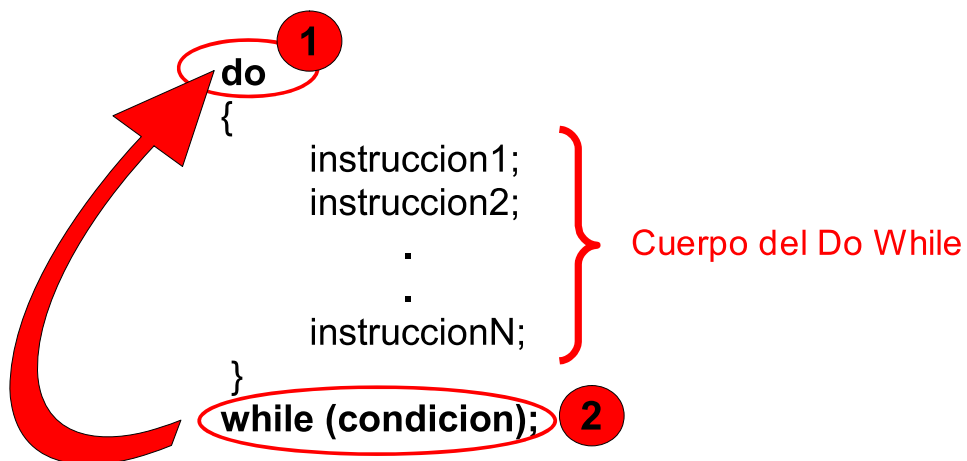 1
do
{
instruccion1;
instruccion2;
.
.
instruccionN;
}
Cuerpo del Do While
while (condicion);
2